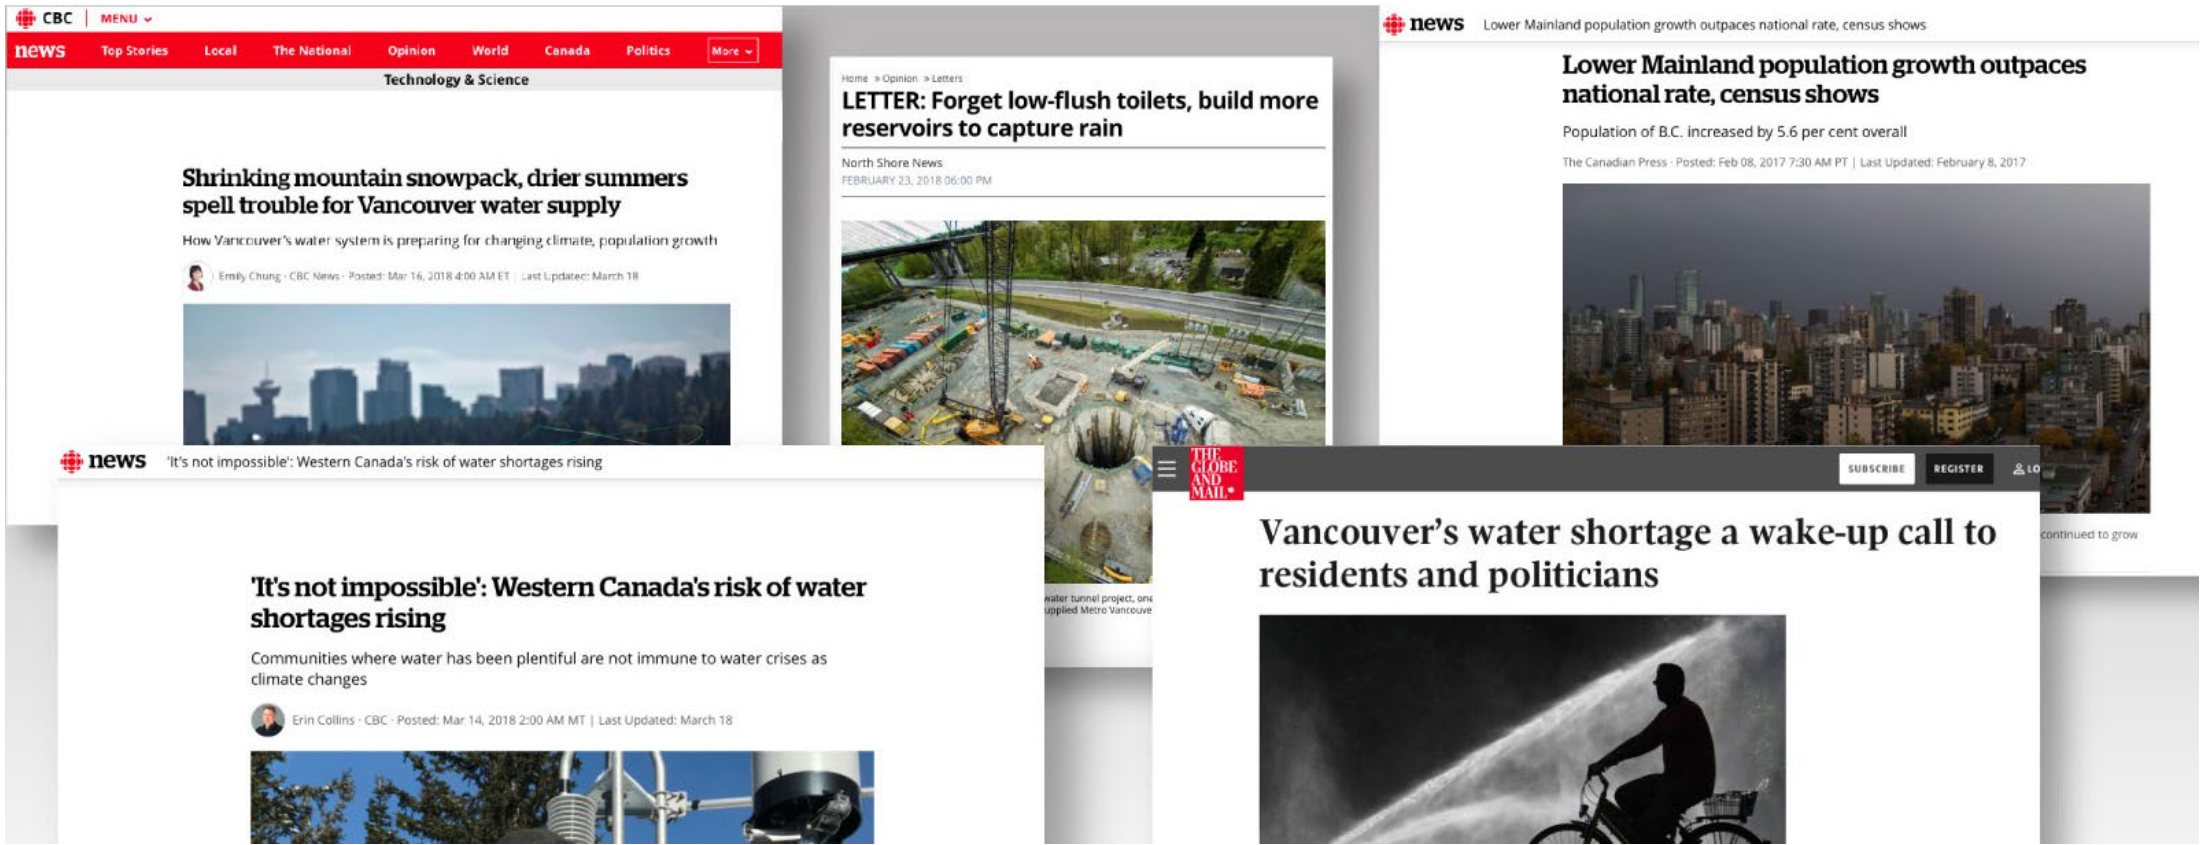 CBC MENU
news Top Stories Local The National Opinion World Canada Politics More
Technology & Science
Shrinking mountain snowpack, drier summers
spell trouble for Vancouver water supply
How Vancouver's water system is preparing for changing climate, population growth
Emily Chung · CBC News · Posted: Mar 16, 2018 4:00 AM ET | Last Updated: March 18
Home » Opinion » Letters
LETTER: Forget low-flush toilets, build more
reservoirs to capture rain
North Shore News
FEBRUARY 23, 2018 06:00 PM
water tunnel project, one
upplied Metro Vancouve
news Lower Mainland population growth outpaces national rate, census shows
Lower Mainland population growth outpaces
national rate, census shows
Population of B.C. increased by 5.6 per cent overall
The Canadian Press · Posted: Feb 08, 2017 7:30 AM PT | Last Updated: February 8, 2017
continued to grow
news 'It's not impossible': Western Canada's risk of water shortages rising
'It's not impossible': Western Canada's risk of water
shortages rising
Communities where water has been plentiful are not immune to water crises as
climate changes
Erin Collins · CBC · Posted: Mar 14, 2018 2:00 AM MT | Last Updated: March 18
THE
GLOBE
AND
MAIL*
SUBSCRIBE REGISTER LO
Vancouver's water shortage a wake-up call to
residents and politicians